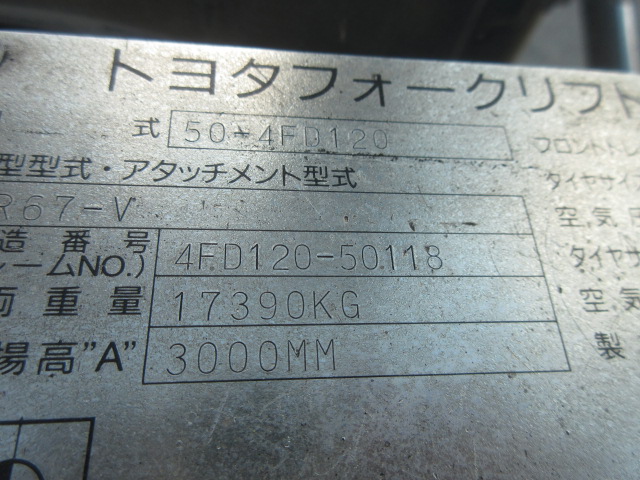 トヨタフォークリフト
式 50-4FD120 フロント
型型式・アタッチメント型式 タイヤサイ
R67-V 空気
造番号 4FD120-50118 タイヤサ
レームNO.)
両重量 17390KG 空気
揚高"A" 3000MM 製